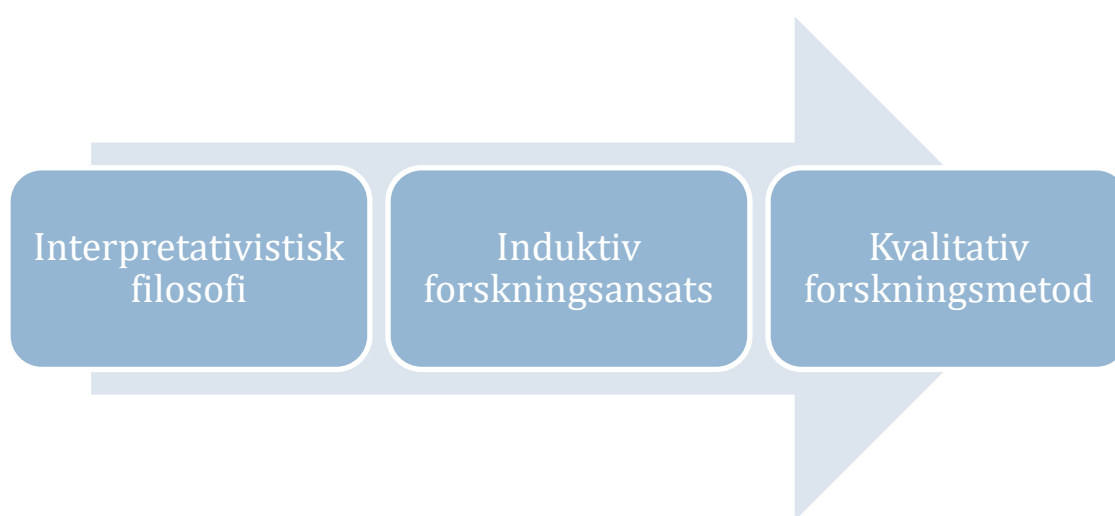 Interpretativistisk
filosofi
Induktiv
forskningsansats
Kvalitativ
forskningsmetod